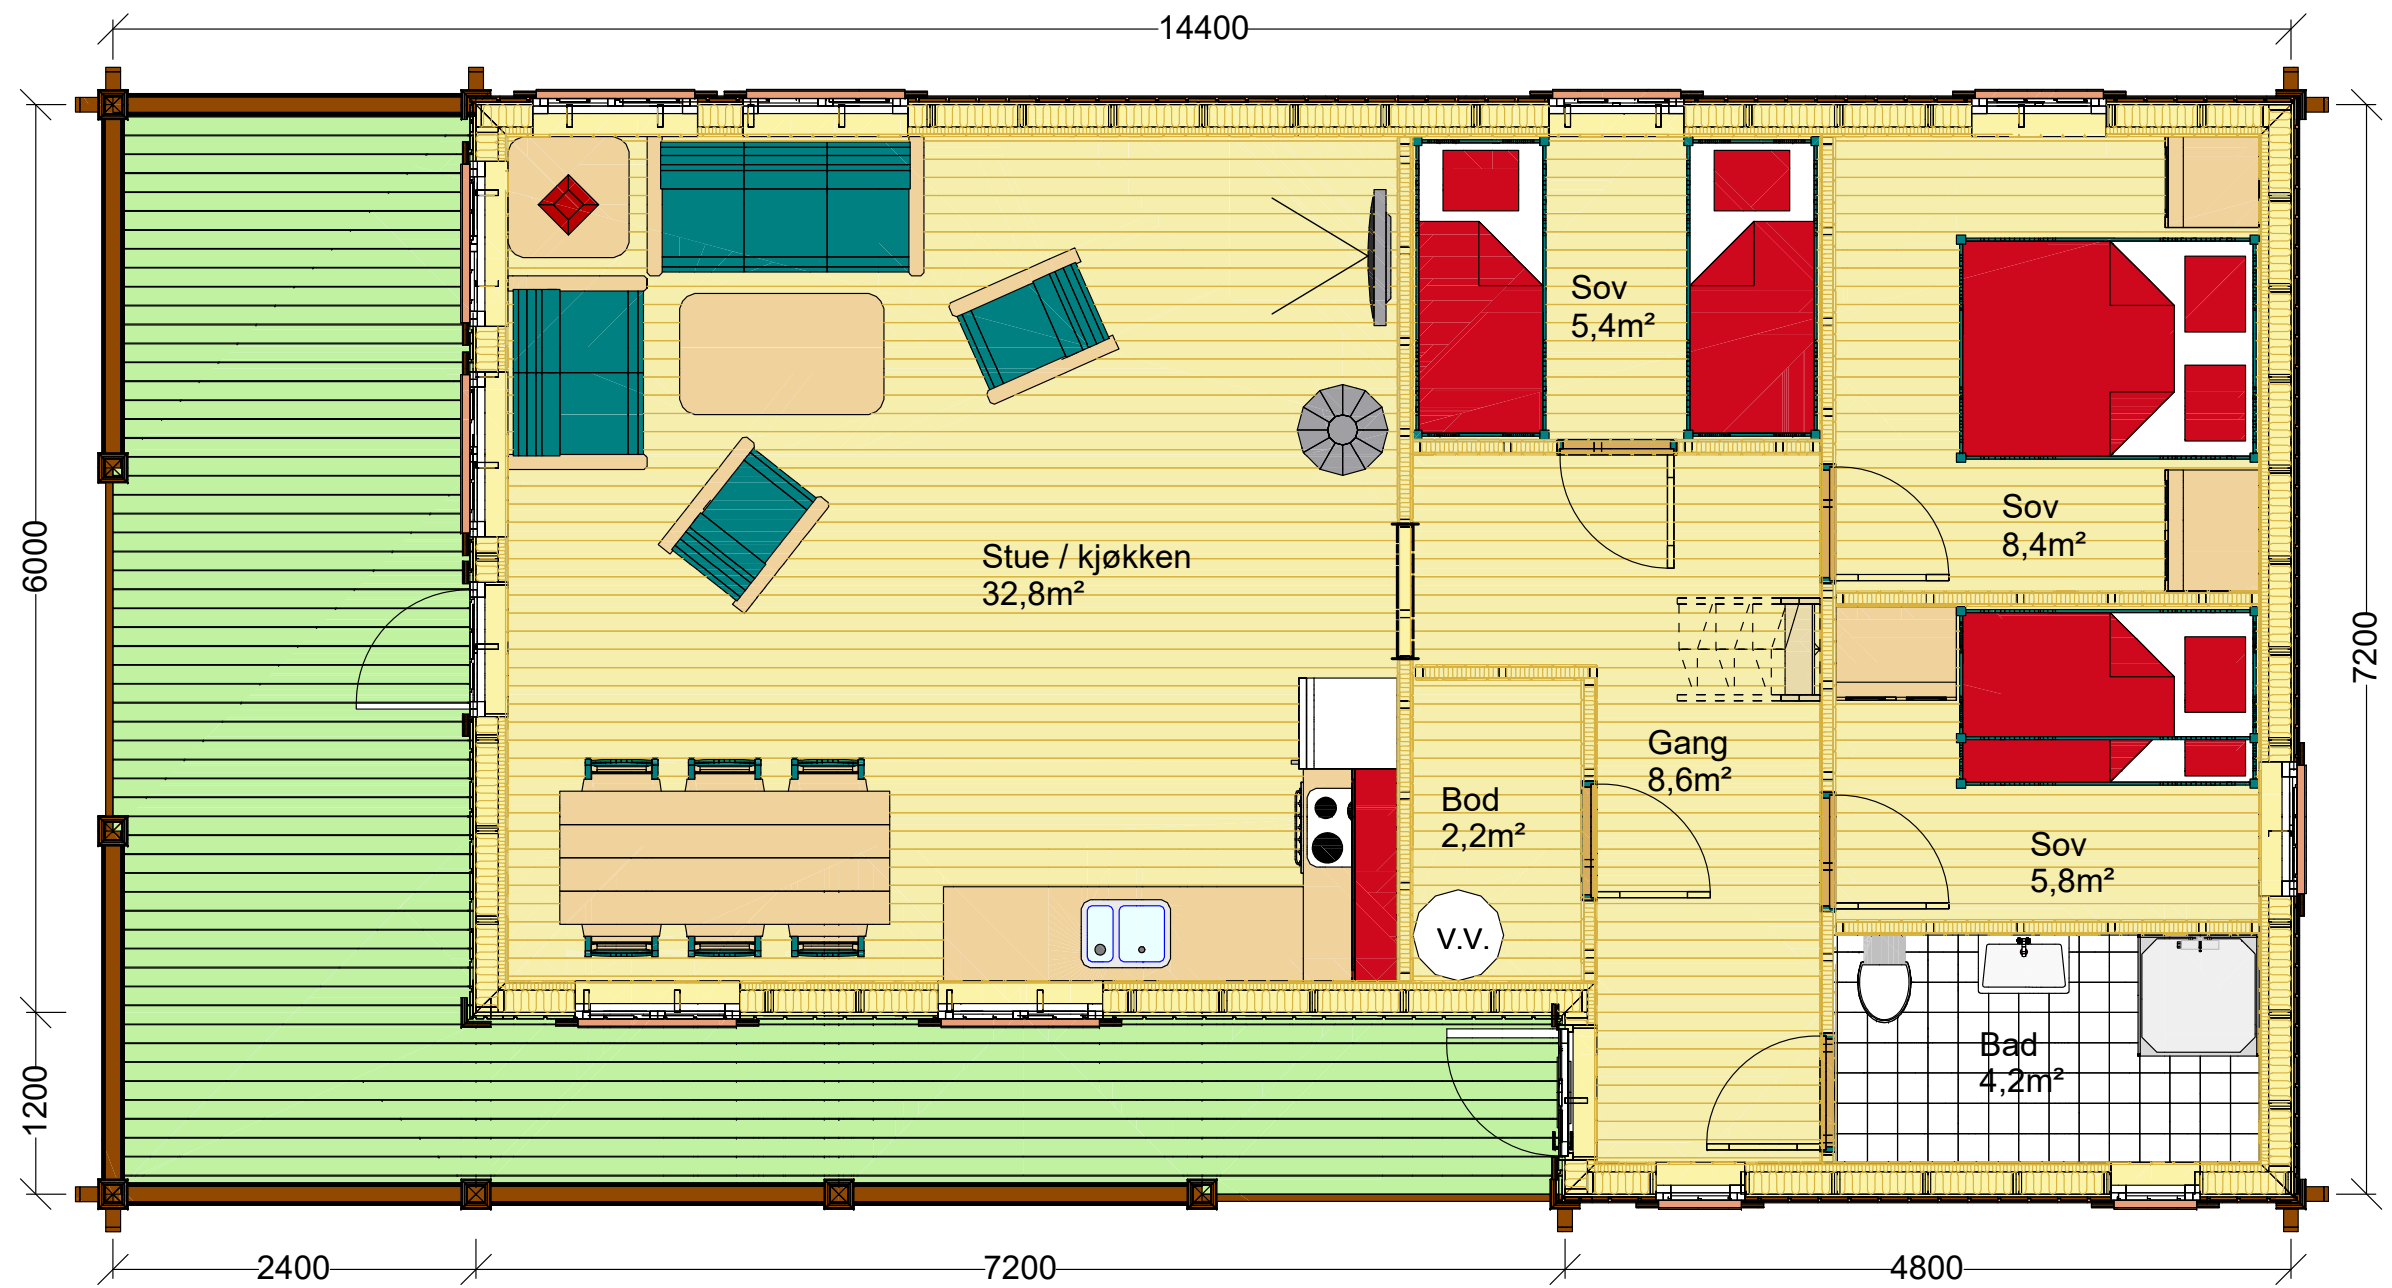 14400
Sov
5,4m²
Sov
8,4m²
Stue / kjøkken
32,8m²
6000
7200
Gang
8,6m²
Bod
2,2m²
Sov
5,8m²
V.V.
Bad
4,2m²
1200
2400
7200
4800